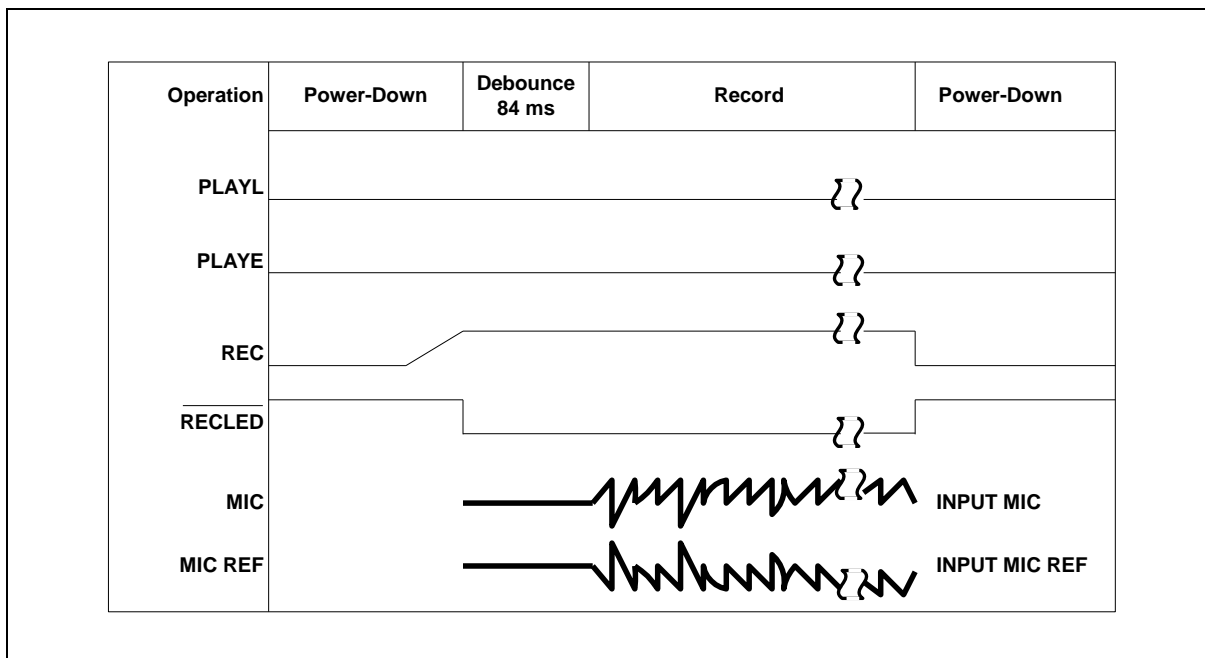 Operation Power-Down Debounce Record Power-Down
84 ms
PLAYL
PLAYE
REC
RECLED
MIC INPUT MIC
MIC REF INPUT MIC REF